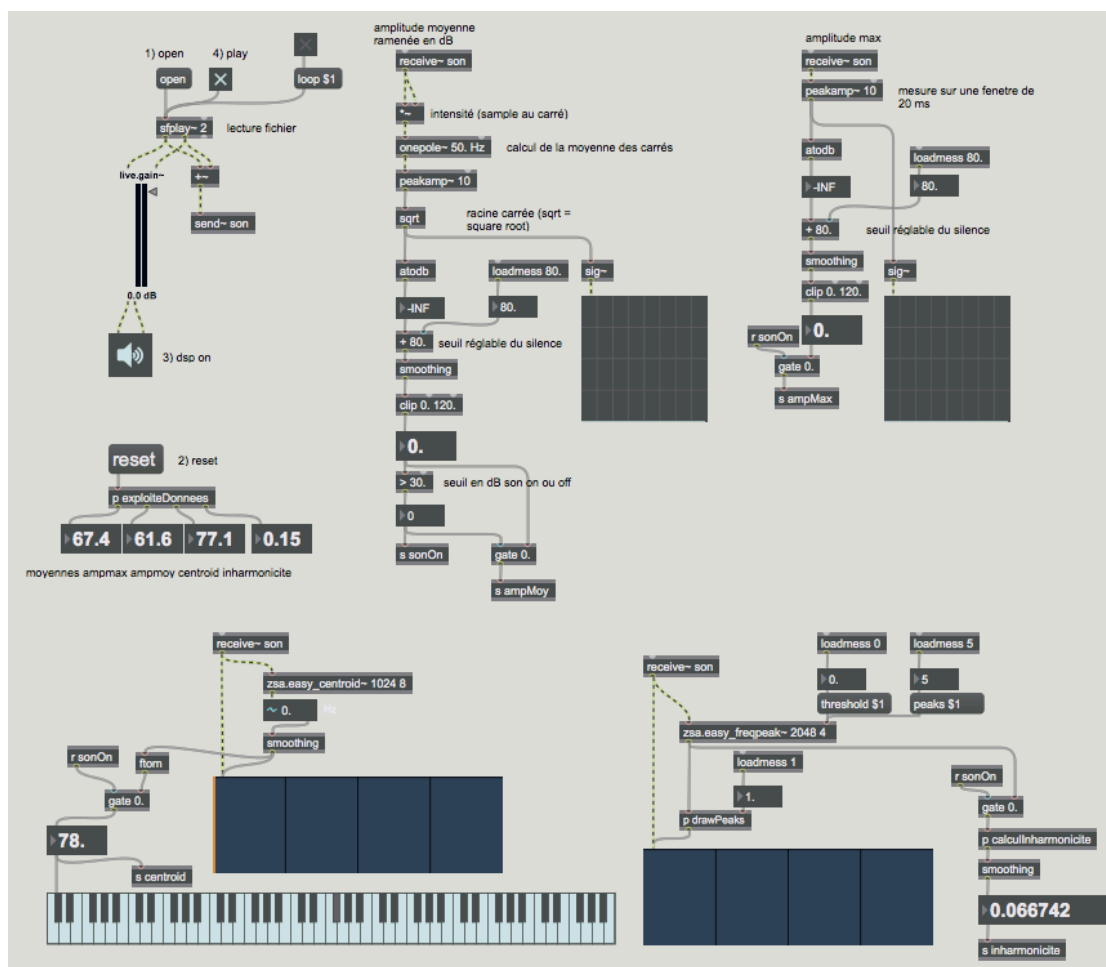 1) open
4) play
open
loop $1
sfplay~ 2
lecture fichier
live.gain~
+~
send~ son
0.0 dB
3) dsp on
reset
2) reset
p exploiteDonnees
67.4
61.6
77.1
0.15
moyennes ampmax ampmoy centroid inharmonicite
amplitude moyenne
ramenée en dB
receive~ son
*~
intensité (sample au carré)
onepole~ 50. Hz
calcul de la moyenne des carrés
peakamp~ 10
sqrt
racine carrée (sqrt =
square root)
atodb
loadmess 80.
sig~
-INF
80.
+ 80.
seuil réglable du silence
smoothing
clip 0. 120.
0.
> 30.
seuil en dB son on ou off
0
s sonOn
gate 0.
s ampMoy
amplitude max
receive~ son
peakamp~ 10
mesure sur une fenetre de
20 ms
atodb
loadmess 80.
-INF
80.
+ 80.
seuil réglable du silence
smoothing
sig~
clip 0. 120.
r sonOn
0.
gate 0.
s ampMax
receive~ son
zsa.easy_centroid~ 1024 8
~ 0.
Hz
smoothing
r sonOn
ftom
gate 0.
78.
s centroid
receive~ son
loadmess 0
loadmess 5
0.
5
threshold $1
peaks $1
zsa.easy_freqpeak~ 2048 4
loadmess 1
1.
p drawPeaks
r sonOn
gate 0.
p calculInharmonicite
smoothing
0.066742
s inharmonicite